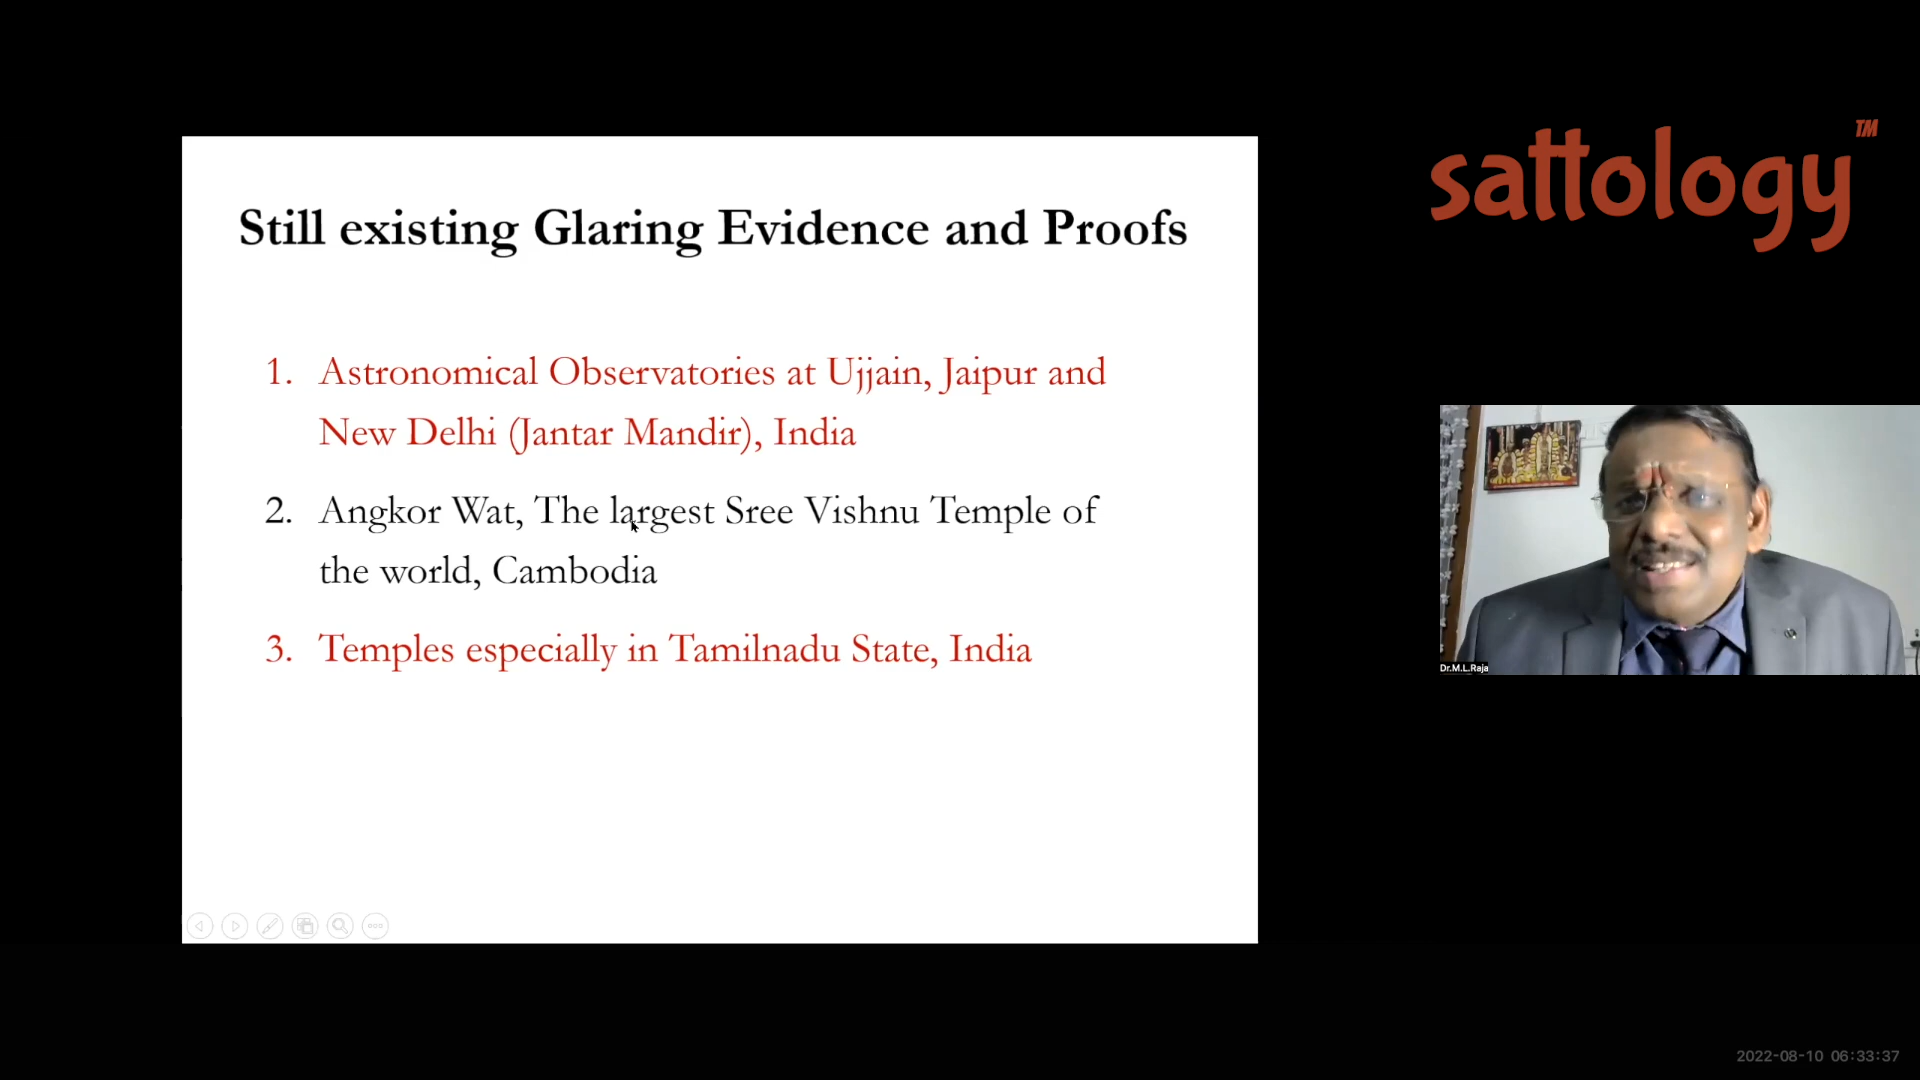 sattology™
Still existing Glaring Evidence and Proofs
1. Astronomical Observatories at Ujjain, Jaipur and
New Delhi (Jantar Mandir), India
2. Angkor Wat, The largest Sree Vishnu Temple of
the world, Cambodia
3. Temples especially in Tamilnadu State, India
Dr.M.L.Raja
2022-08-10 06:33:37